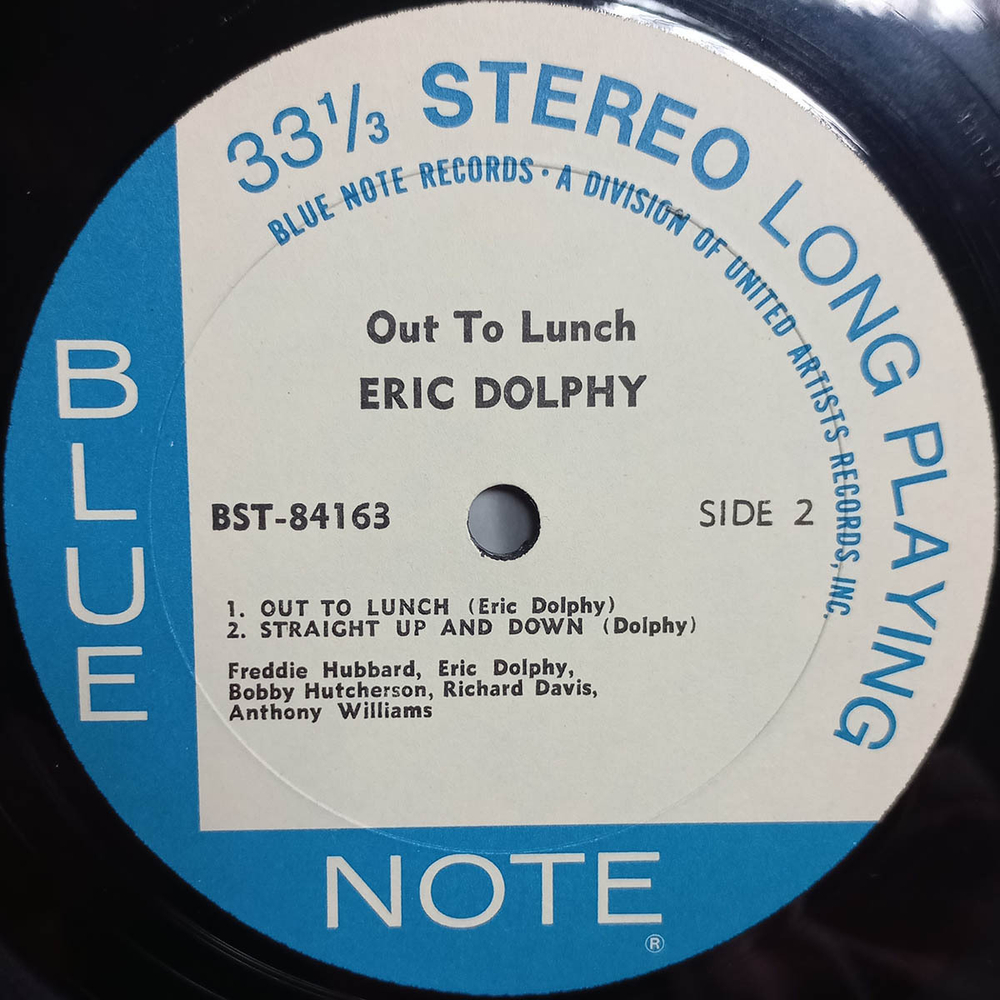 33⅓ STEREO LONG PLAYING
BLUE NOTE RECORDS · A DIVISION OF UNITED ARTISTS RECORDS, INC.
Out To Lunch
ERIC DOLPHY
BST-84163
SIDE 2
1. OUT TO LUNCH (Eric Dolphy)
2. STRAIGHT UP AND DOWN (Dolphy)
Freddie Hubbard, Eric Dolphy,
Bobby Hutcherson, Richard Davis,
Anthony Williams
BLUE
NOTE
®